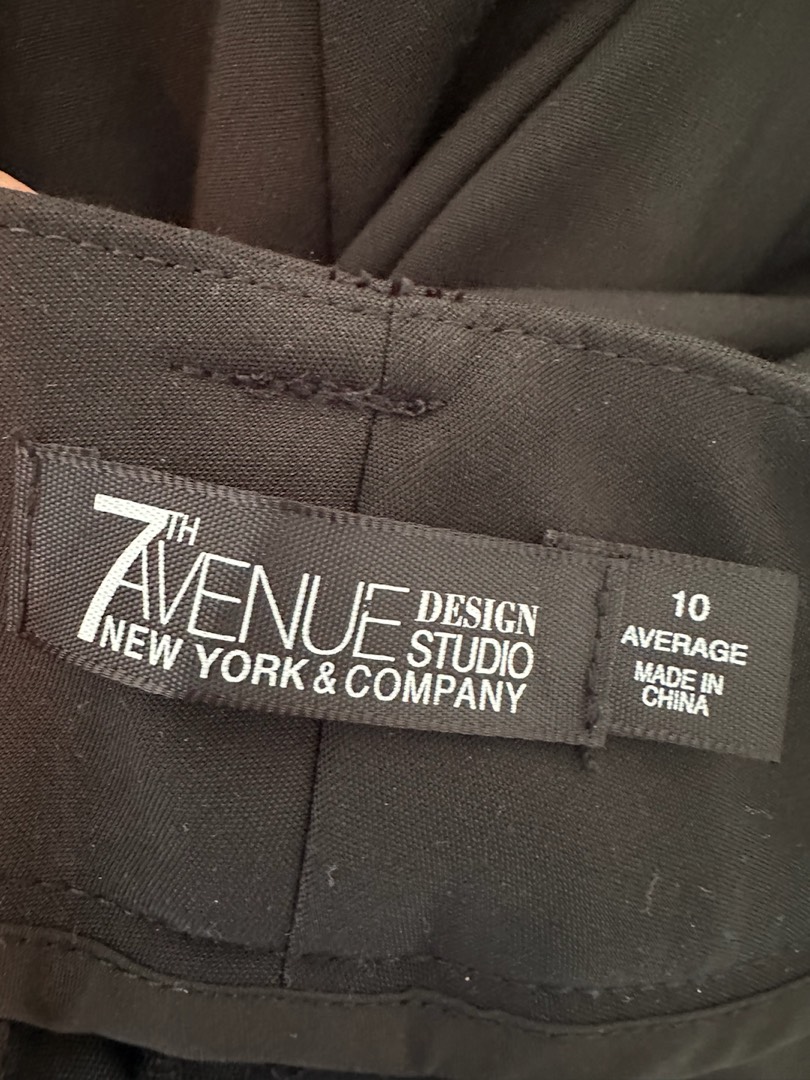 7TH AVENUE DESIGN STUDIO
NEW YORK & COMPANY
10
AVERAGE
MADE IN
CHINA